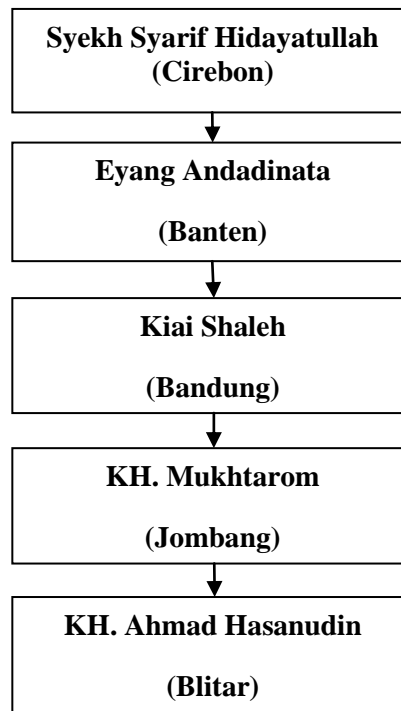 Syekh Syarif Hidayatullah
(Cirebon)
Eyang Andadinata
(Banten)
Kiai Shaleh
(Bandung)
KH. Mukhtarom
(Jombang)
KH. Ahmad Hasanudin
(Blitar)